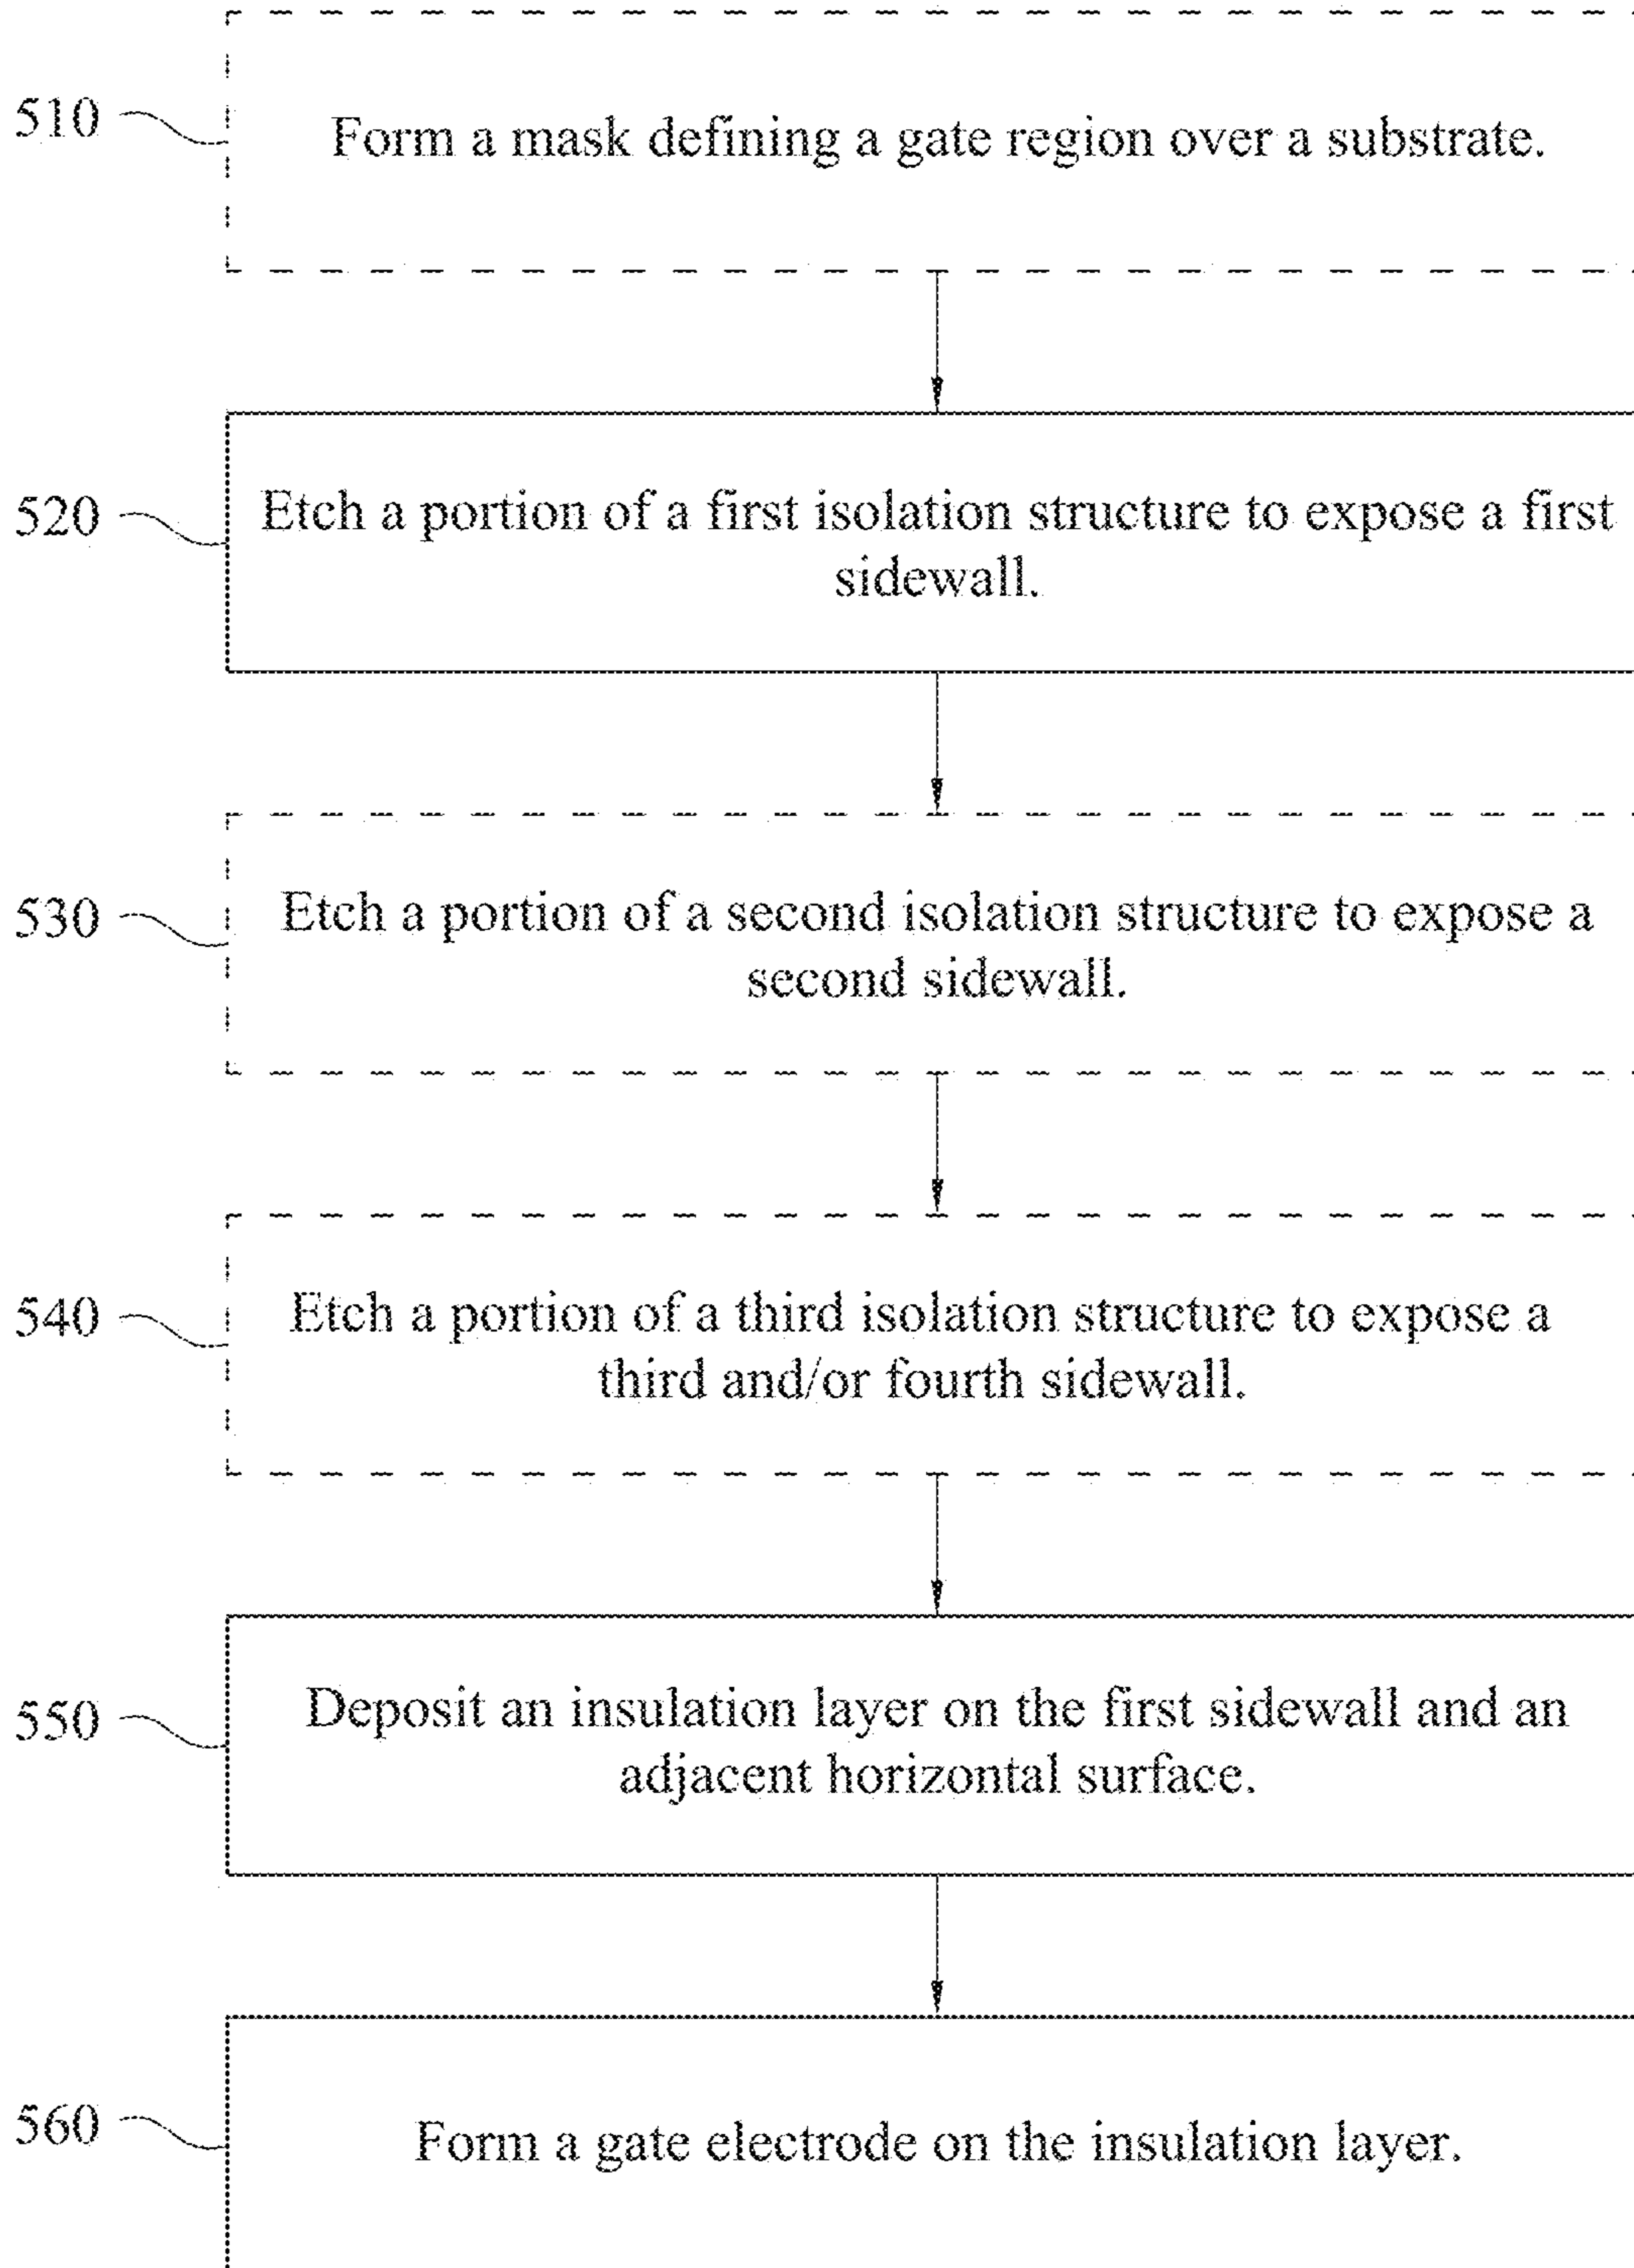 510
Form a mask defining a gate region over a substrate.
520
Etch a portion of a first isolation structure to expose a first
sidewall.
530
Etch a portion of a second isolation structure to expose a
second sidewall.
540
Etch a portion of a third isolation structure to expose a
third and/or fourth sidewall.
550
Deposit an insulation layer on the first sidewall and an
adjacent horizontal surface.
560
Form a gate electrode on the insulation layer.